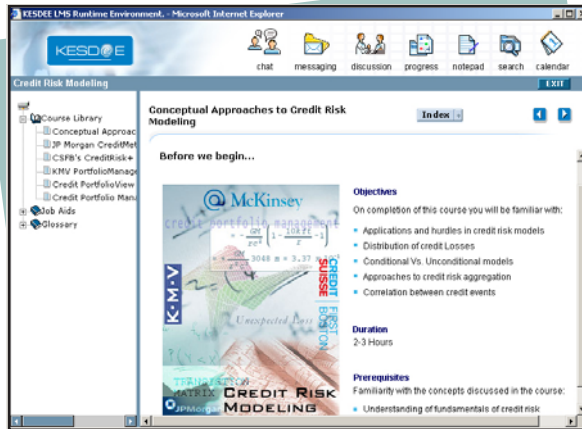 KESDEE LMS Runtime Environment. - Microsoft Internet Explorer
KESDEE
chat messaging discussion progress notepad search calendar
Credit Risk Modeling
EXIT
Course Library
Conceptual Approac
JP Morgan CreditMet
CSFB's CreditRisk+
KMV PortfolioManage
Credit PortfolioView
Credit Portfolio Mana
Job Aids
Glossary
Conceptual Approaches to Credit Risk
Modeling
Index
Before we begin...
McKinsey
credit portfolio management
K·M·V
CREDIT SUISSE
FIRST BOSTON
Unexpected Loss
TRANSITION
MATRIX
CREDIT RISK
MODELING
JPMorgan
Objectives
On completion of this course you will be familiar with:
Applications and hurdles in credit risk models
Distribution of credit Losses
Conditional Vs. Unconditional models
Approaches to credit risk aggregation
Correlation between credit events
Duration
2-3 Hours
Prerequisites
Familiarity with the concepts discussed in the course:
Understanding of fundamentals of credit risk